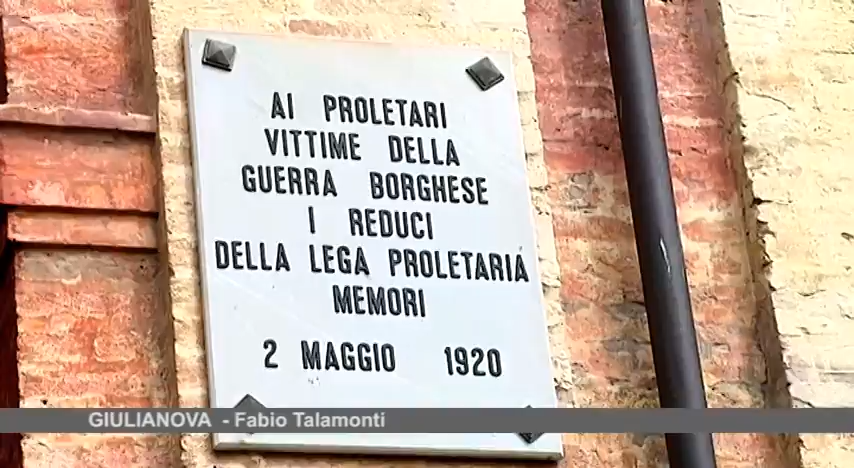 AI PROLETARI
VITTIME DELLA
GUERRA BORGHESE
I REDUCI
DELLA LEGA PROLETARIA
MEMORI
2 MAGGIO 1920
GIULIANOVA - Fabio Talamonti